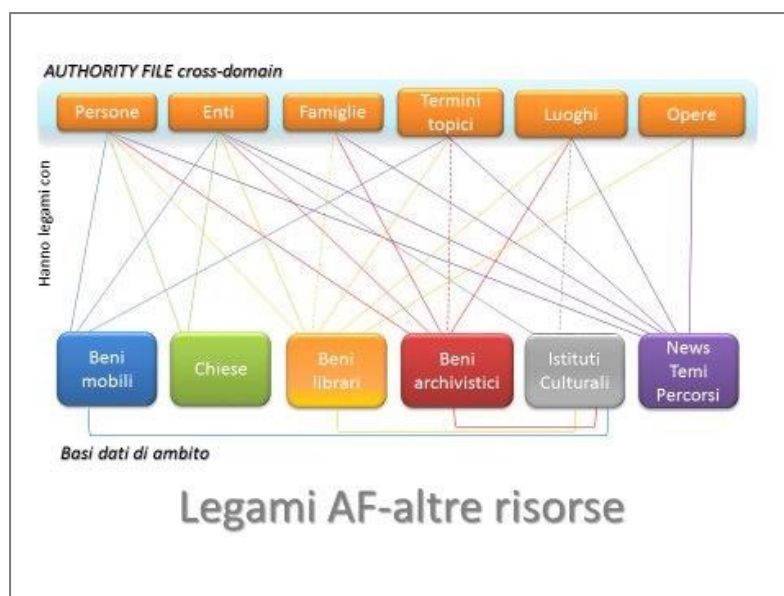 AUTHORITY FILE cross-domain
Persone
Enti
Famiglie
Termini
topici
Luoghi
Opere
Hanno legami con
Beni
mobili
Chiese
Beni
librari
Beni
archivistici
Istituti
Culturali
News
Temi
Percorsi
Basi dati di ambito
Legami AF-altre risorse